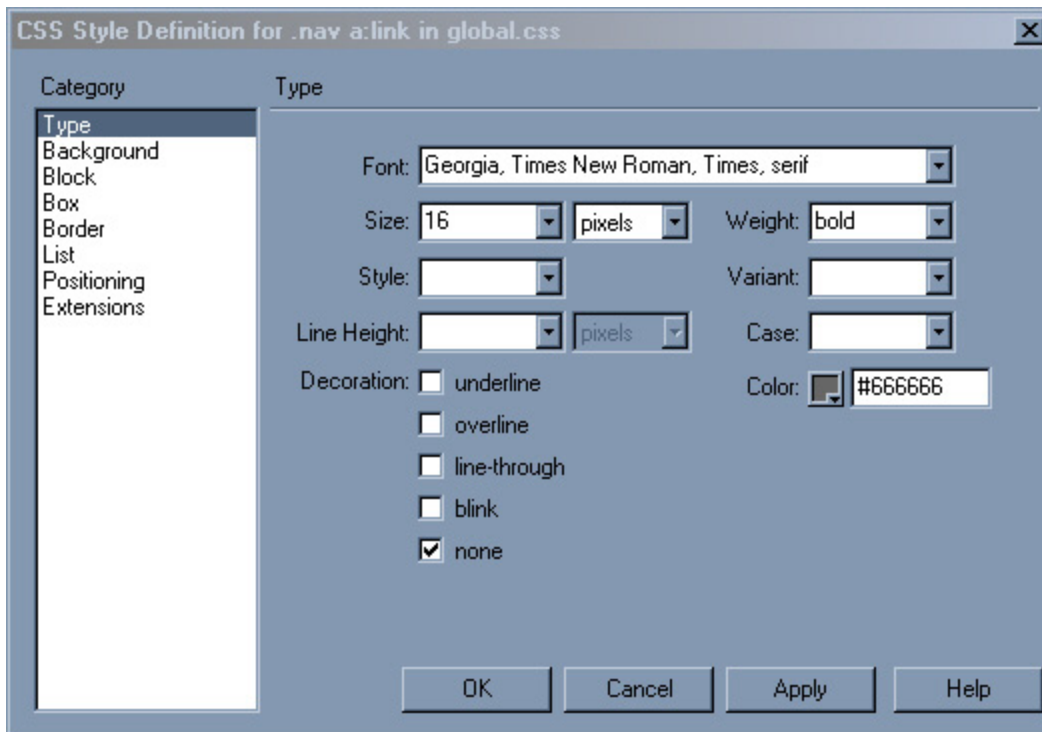 CSS Style Definition for .nav a:link in global.css
Category
Type
Type
Background
Block
Box
Border
List
Positioning
Extensions
Font: Georgia, Times New Roman, Times, serif
Size: 16 pixels Weight: bold
Style: Variant:
Line Height: pixels Case:
Decoration: underline Color: #666666
overline
line-through
blink
none
OK Cancel Apply Help